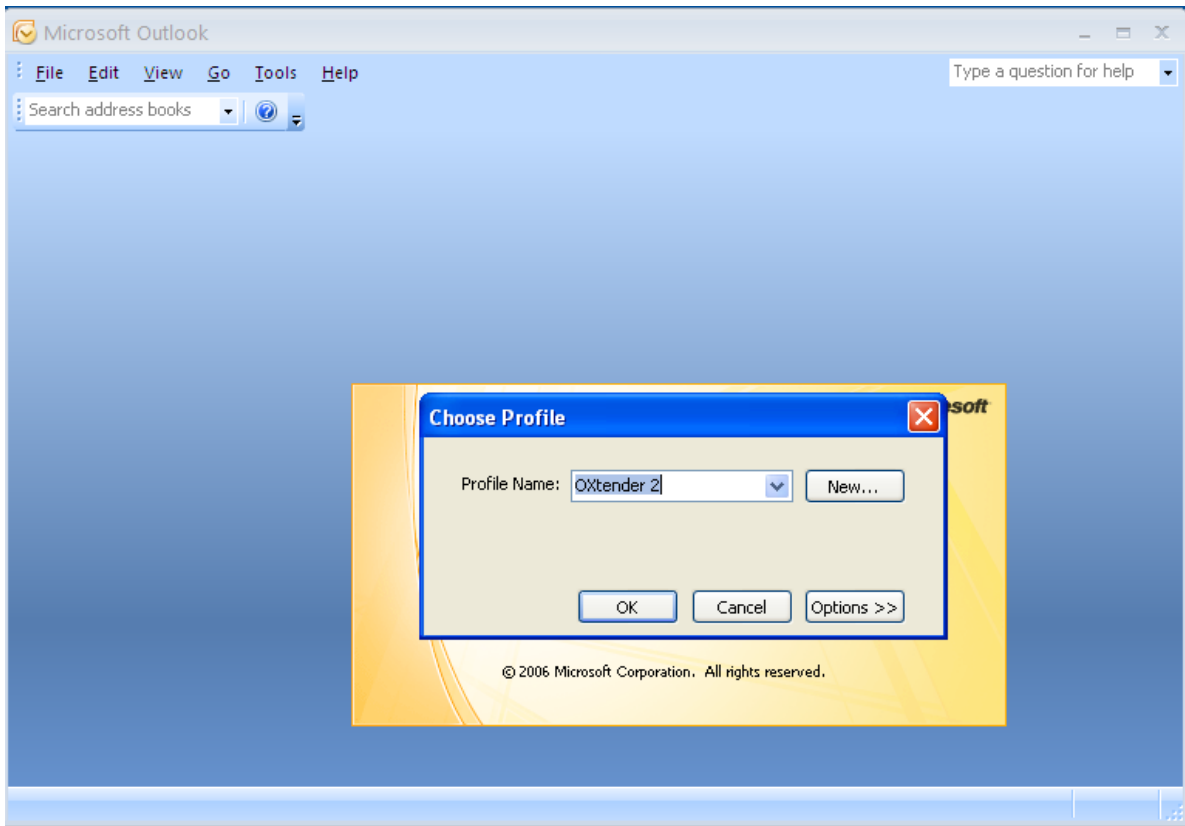 Microsoft Outlook
File Edit View Go Tools Help
Type a question for help
Search address books
soft
Choose Profile
Profile Name: OXtender 2 New...
OK Cancel Options >>
© 2006 Microsoft Corporation. All rights reserved.